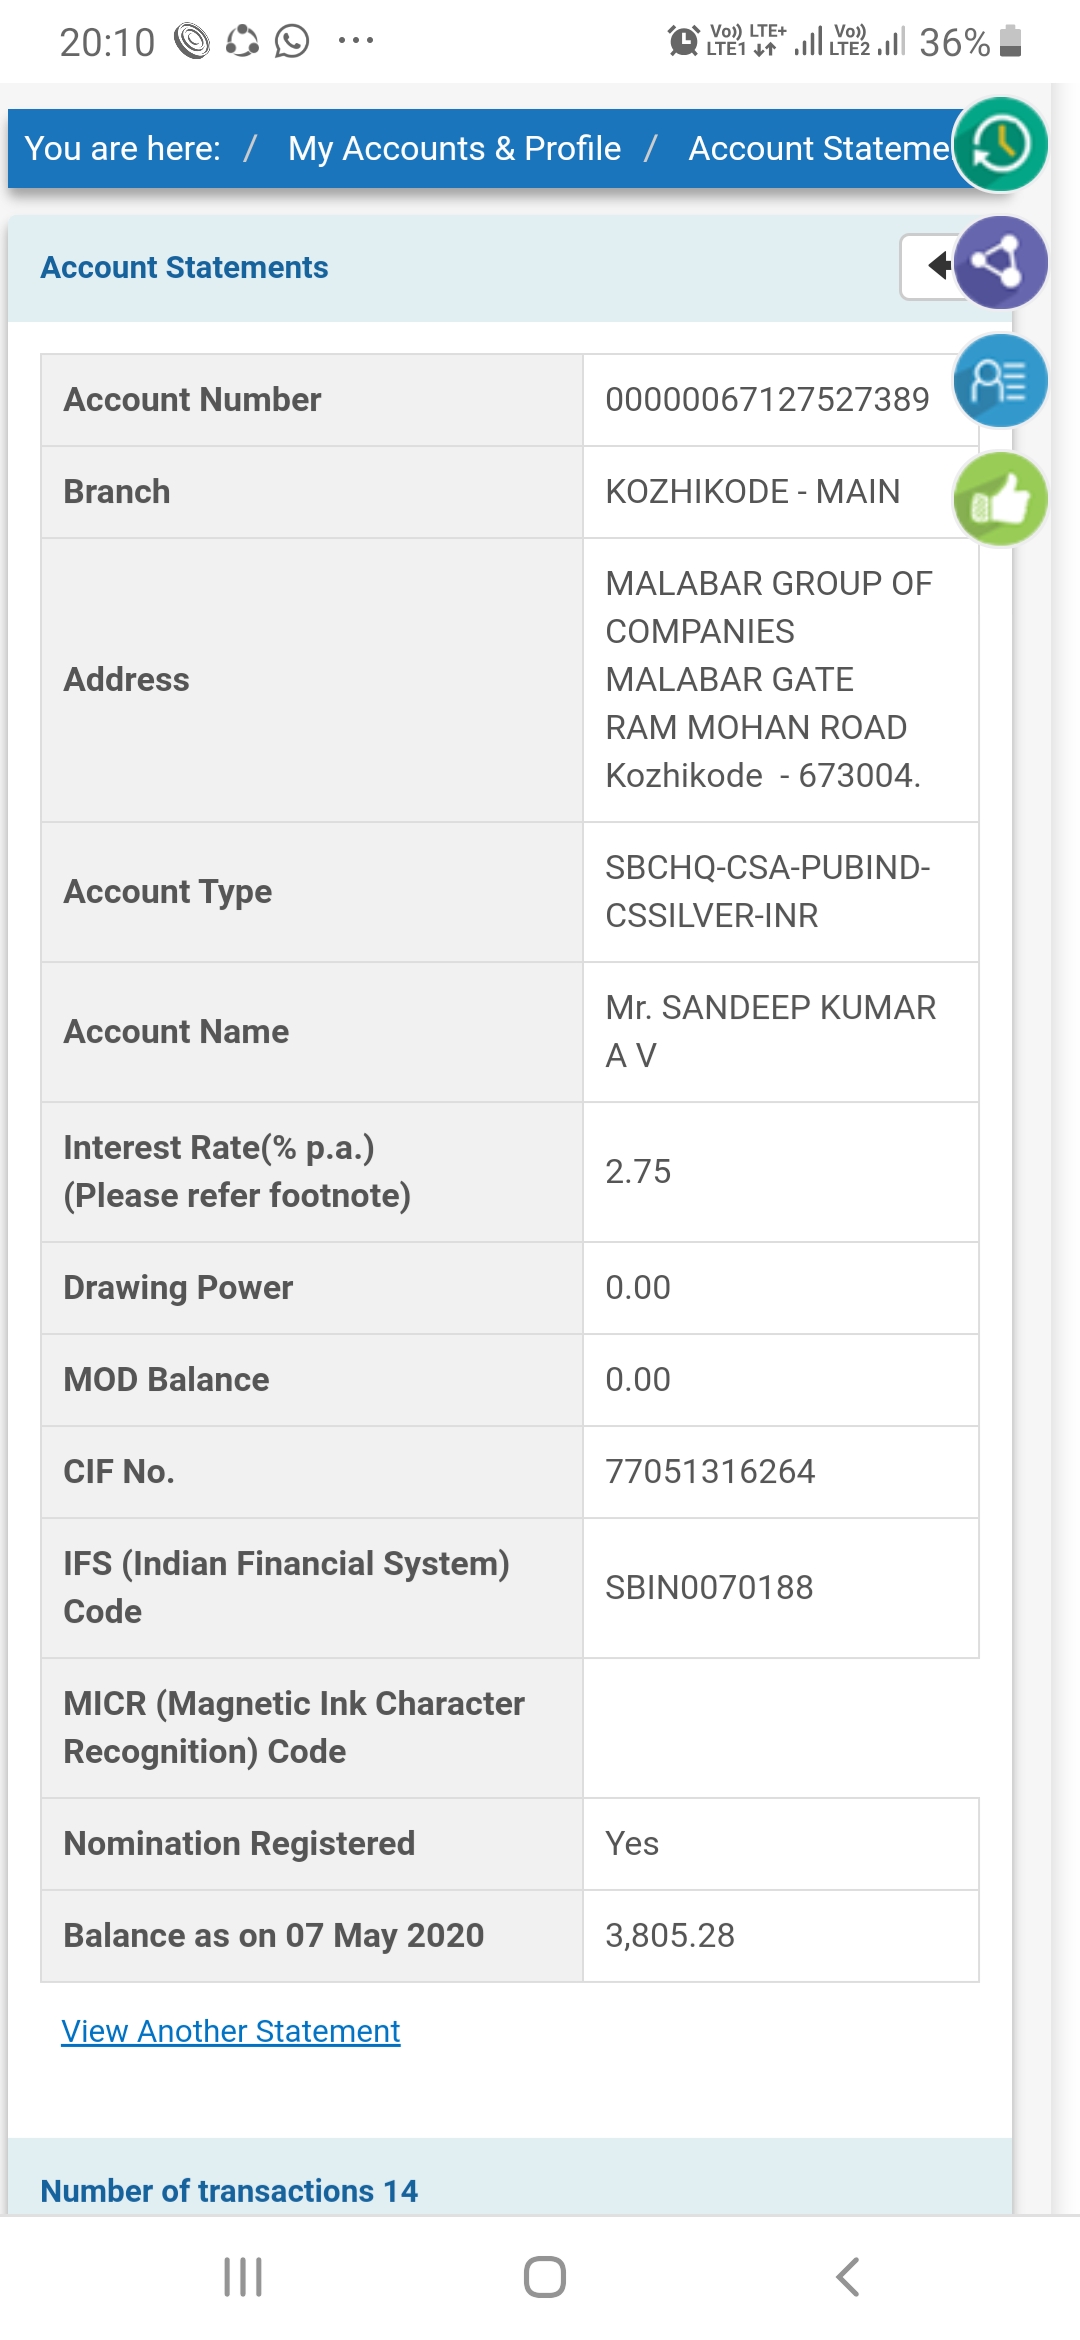 20:10 Vo)) LTE+ LTE1 Vo)) LTE2 36%
You are here: / My Accounts & Profile / Account Stateme
Account Statements
Account Number 00000067127527389
Branch KOZHIKODE - MAIN
Address
MALABAR GROUP OF
COMPANIES
MALABAR GATE
RAM MOHAN ROAD
Kozhikode - 673004.
Account Type
SBCHQ-CSA-PUBIND-
CSSILVER-INR
Account Name
Mr. SANDEEP KUMAR
A V
Interest Rate(% p.a.)
(Please refer footnote)
2.75
Drawing Power 0.00
MOD Balance 0.00
CIF No. 77051316264
IFS (Indian Financial System)
Code
SBIN0070188
MICR (Magnetic Ink Character
Recognition) Code
Nomination Registered Yes
Balance as on 07 May 2020 3,805.28
View Another Statement
Number of transactions 14